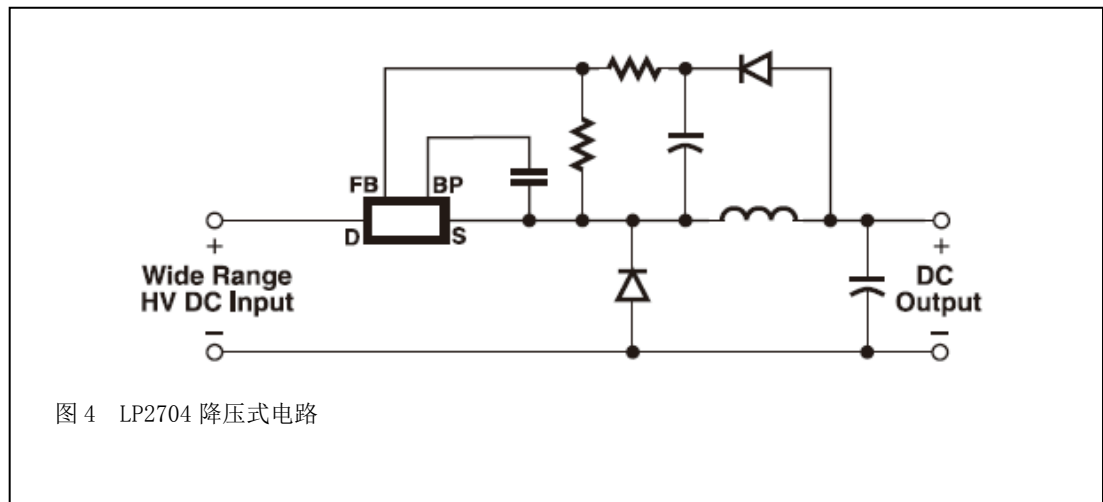 FB BP
D S
+ +
Wide Range DC
HV DC Input Output
− −
图 4 LP2704 降压式电路